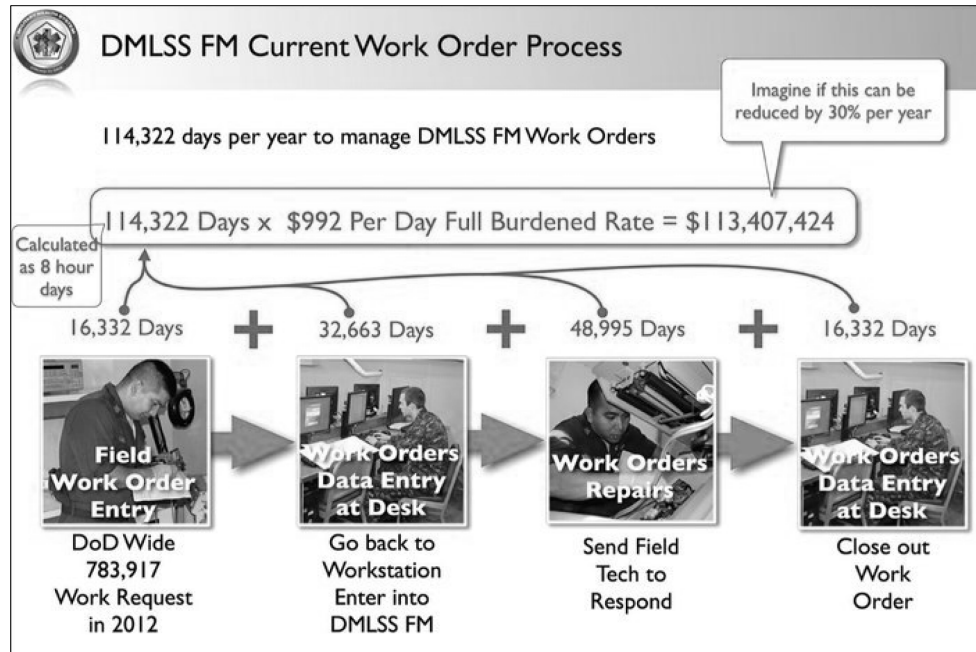 DMLSS FM Current Work Order Process
Imagine if this can be
reduced by 30% per year
114,322 days per year to manage DMLSS FM Work Orders
114,322 Days x $992 Per Day Full Burdened Rate = $113,407,424
Calculated
as 8 hour
days
16,332 Days + 32,663 Days + 48,995 Days + 16,332 Days
Field
Work Order
Entry
Work Orders
Data Entry
at Desk
Work Orders
Repairs
Work Orders
Data Entry
at Desk
DoD Wide
783,917
Work Request
in 2012
Go back to
Workstation
Enter into
DMLSS FM
Send Field
Tech to
Respond
Close out
Work
Order